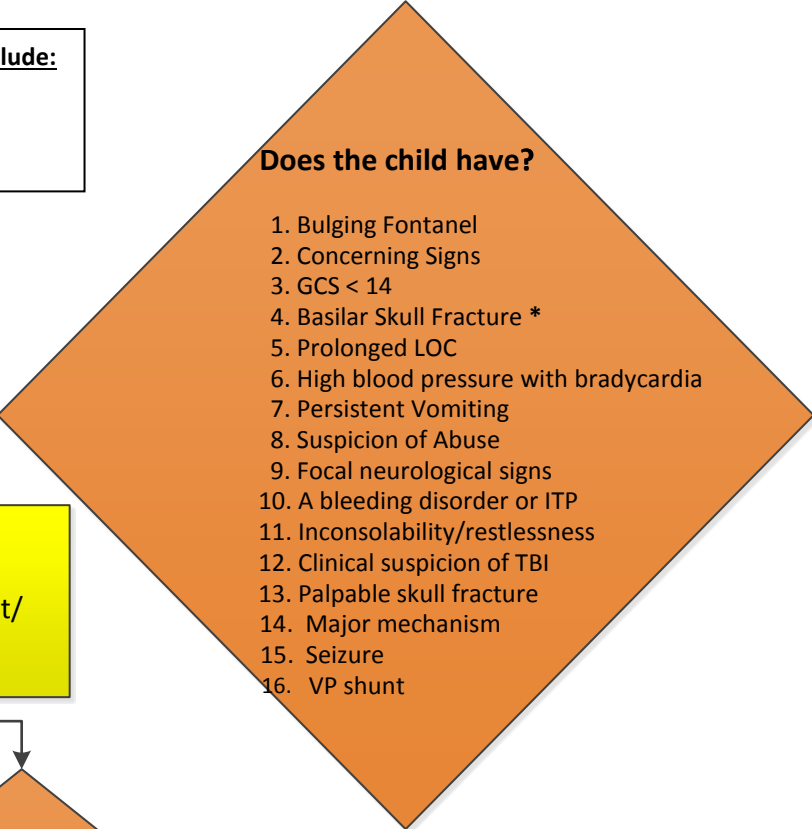 lude:
Does the child have?
1. Bulging Fontanel
2. Concerning Signs
3. GCS < 14
4. Basilar Skull Fracture *
5. Prolonged LOC
6. High blood pressure with bradycardia
7. Persistent Vomiting
8. Suspicion of Abuse
9. Focal neurological signs
10. A bleeding disorder or ITP
11. Inconsolability/restlessness
12. Clinical suspicion of TBI
13. Palpable skull fracture
14. Major mechanism
15. Seizure
16. VP shunt
t/